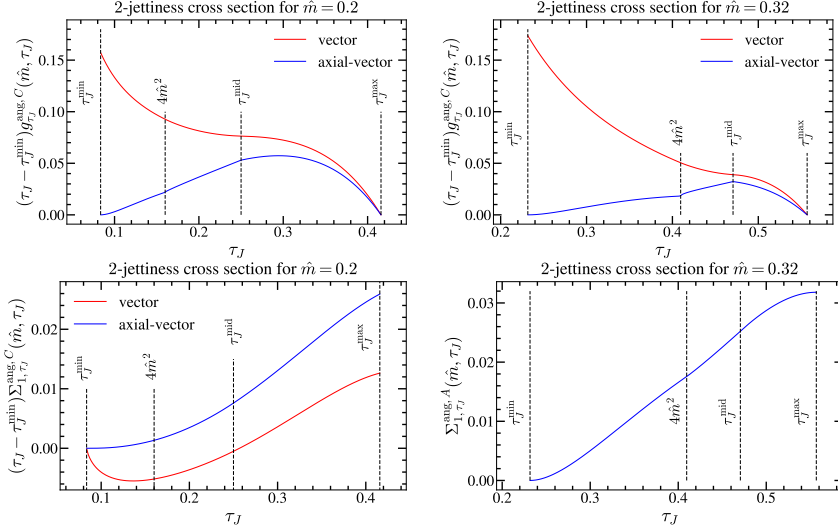 2-jettiness cross section for m̂ = 0.2
(τ_J − τ_J^min) g_{τ_J}^{ang, C}(m̂, τ_J)
0.15
0.10
0.05
0.00
vector
axial-vector
τ_J^min
4m̂²
τ_J^mid
τ_J^max
0.1 0.2 0.3 0.4
τ_J
2-jettiness cross section for m̂ = 0.32
(τ_J − τ_J^min) g_{τ_J}^{ang, C}(m̂, τ_J)
0.15
0.10
0.05
0.00
vector
axial-vector
τ_J^min
4m̂²
τ_J^mid
τ_J^max
0.2 0.3 0.4 0.5
τ_J
2-jettiness cross section for m̂ = 0.2
(τ_J − τ_J^min) Σ_{1, τ_J}^{ang, C}(m̂, τ_J)
0.02
0.01
0.00
vector
axial-vector
τ_J^min
4m̂²
τ_J^mid
τ_J^max
0.1 0.2 0.3 0.4
τ_J
2-jettiness cross section for m̂ = 0.32
Σ_{1, τ_J}^{ang, A}(m̂, τ_J)
0.03
0.02
0.01
0.00
τ_J^min
4m̂²
τ_J^mid
τ_J^max
0.2 0.3 0.4 0.5
τ_J